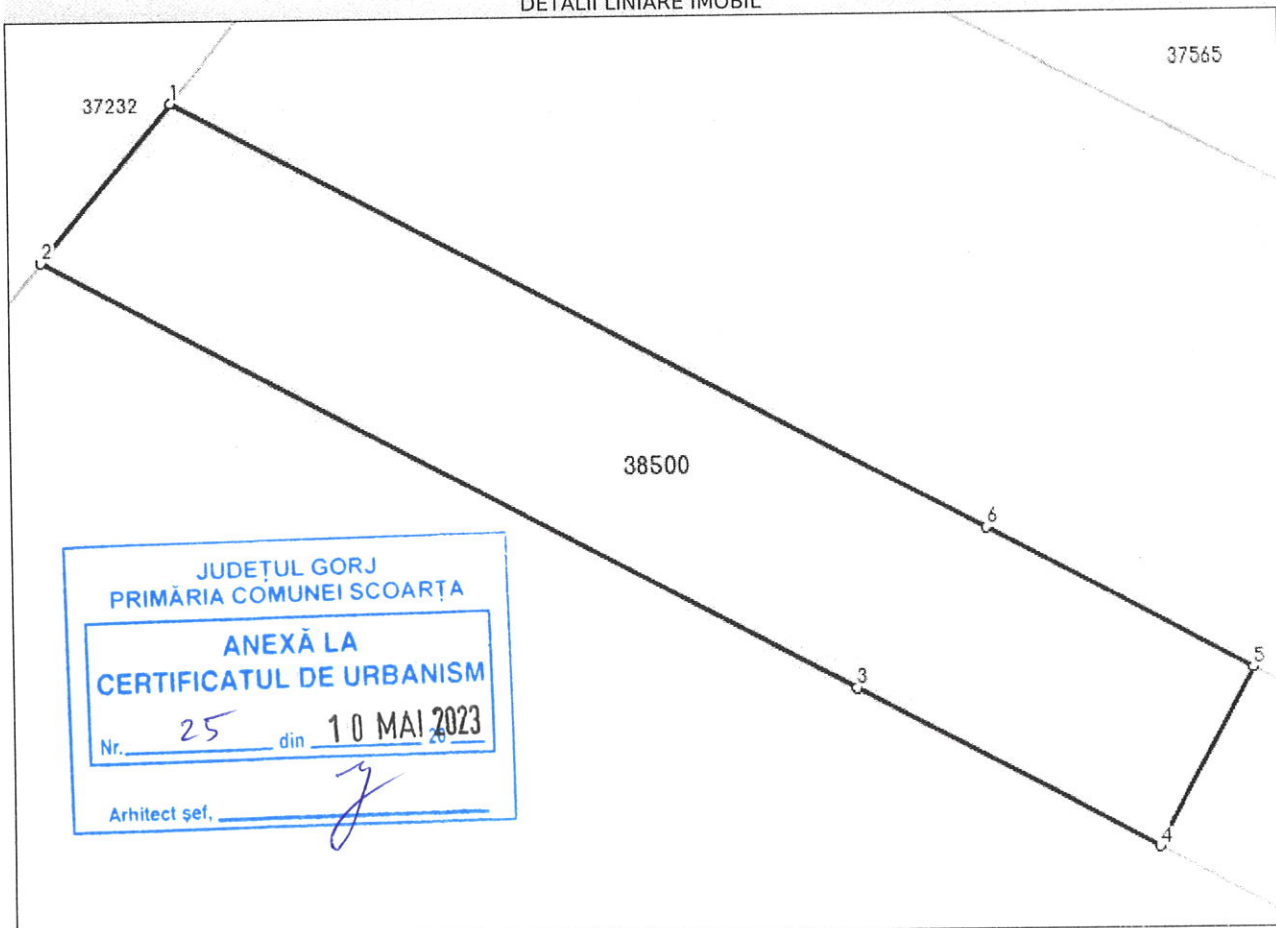 DETALII LINIARE IMOBIL
37565
37232
1
2
38500
6
3
5
4
JUDEȚUL GORJ
PRIMĂRIA COMUNEI SCOARȚA
ANEXĂ LA
CERTIFICATUL DE URBANISM
Nr. 25 din 10 MAI 2023
Arhitect șef,